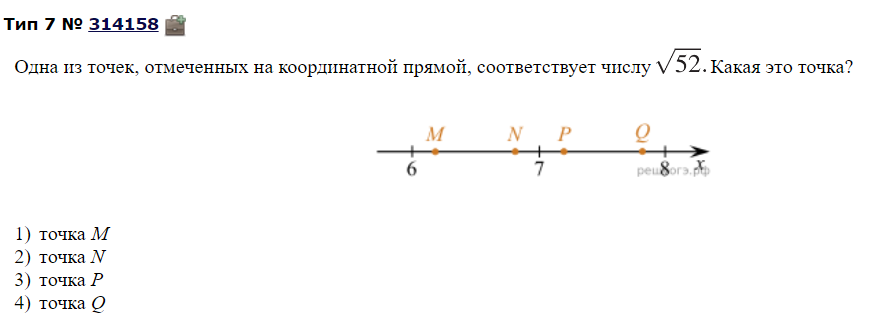 Тип 7 № 314158
Одна из точек, отмеченных на координатной прямой, соответствует числу √52. Какая это точка?
M N P Q
6 7 8 x
решуогэ.рф
1) точка M
2) точка N
3) точка P
4) точка Q